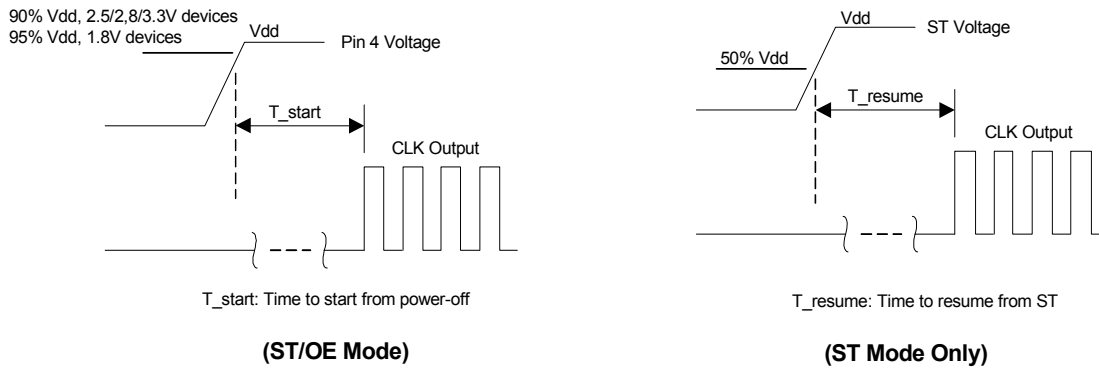 90% Vdd, 2.5/2,8/3.3V devices
95% Vdd, 1.8V devices
Vdd
Pin 4 Voltage
T_start
CLK Output
T_start: Time to start from power-off
(ST/OE Mode)
Vdd
ST Voltage
50% Vdd
T_resume
CLK Output
T_resume: Time to resume from ST
(ST Mode Only)